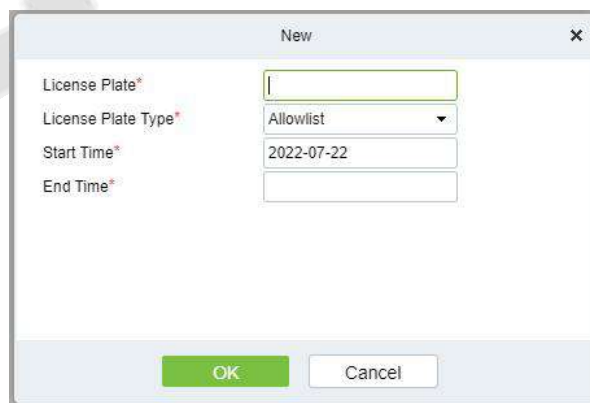 New
License Plate*
License Plate Type* Allowlist
Start Time* 2022-07-22
End Time*
OK Cancel